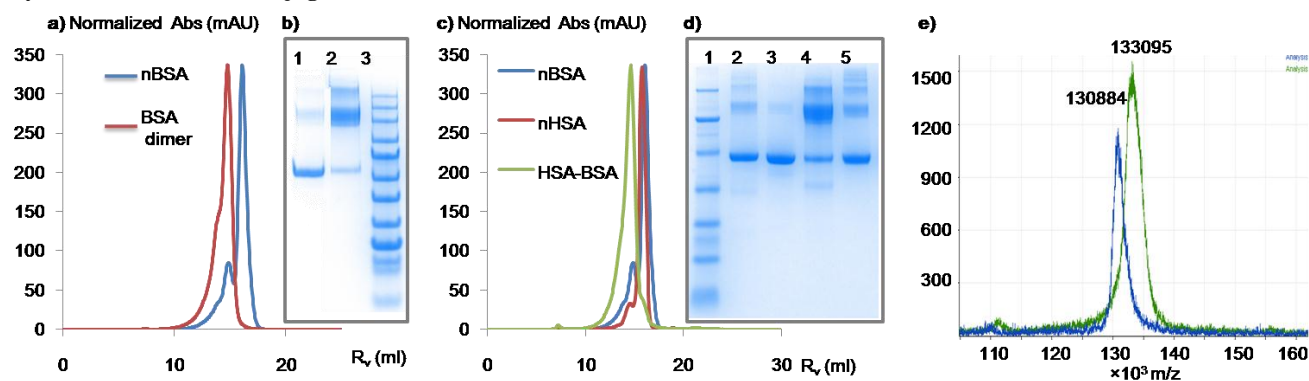 a) Normalized Abs (mAU)
350
300
250
200
150
100
50
0
0
10
20
R_v (ml)
nBSA
BSA
dimer
b)
1 2 3
c) Normalized Abs (mAU)
350
300
250
200
150
100
50
0
0
10
20
30
R_v (ml)
nBSA
nHSA
HSA-BSA
d)
1 2 3 4 5
e)
133095
130884
Analysis
Analysis
1500
1200
900
600
300
110 120 130 140 150 160
×10³ m/z